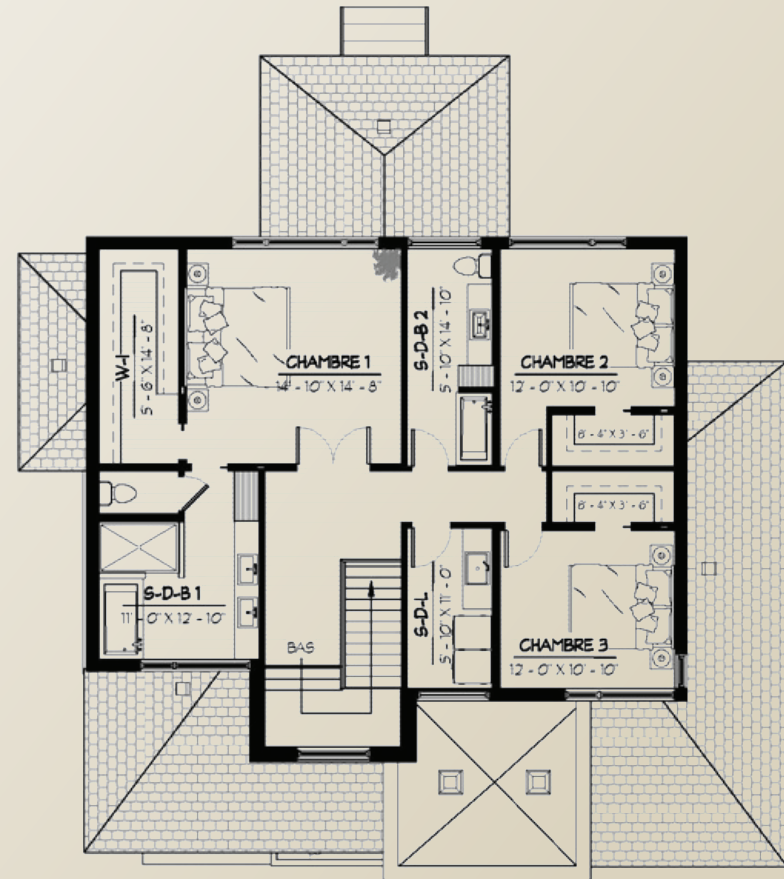 W-I
5' - 6" X 14' - 8"
CHAMBRE 1
14' - 10" X 14' - 8"
S-D-B 2
5' - 10" X 14' - 10"
CHAMBRE 2
12' - 0" X 10' - 10"
6' - 4" X 3' - 6"
6' - 4" X 3' - 6"
S-D-B 1
11' - 0" X 12' - 10"
BAS
S-D-L
5' - 10" X 11' - 0"
CHAMBRE 3
12' - 0" X 10' - 10"